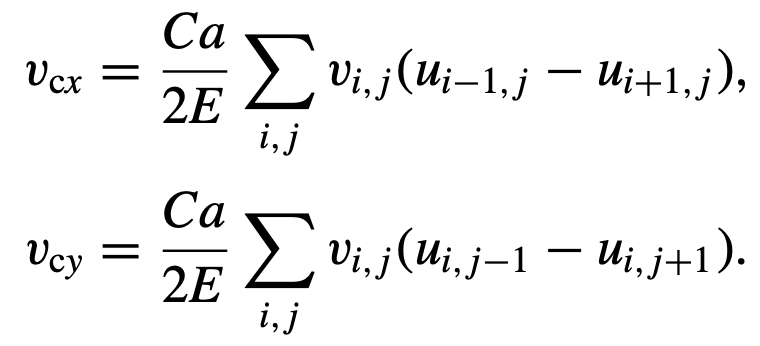 v_{cx} = \frac{Ca}{2E} \sum_{i,j} v_{i,j}(u_{i-1,j} - u_{i+1,j}),
v_{cy} = \frac{Ca}{2E} \sum_{i,j} v_{i,j}(u_{i,j-1} - u_{i,j+1}).